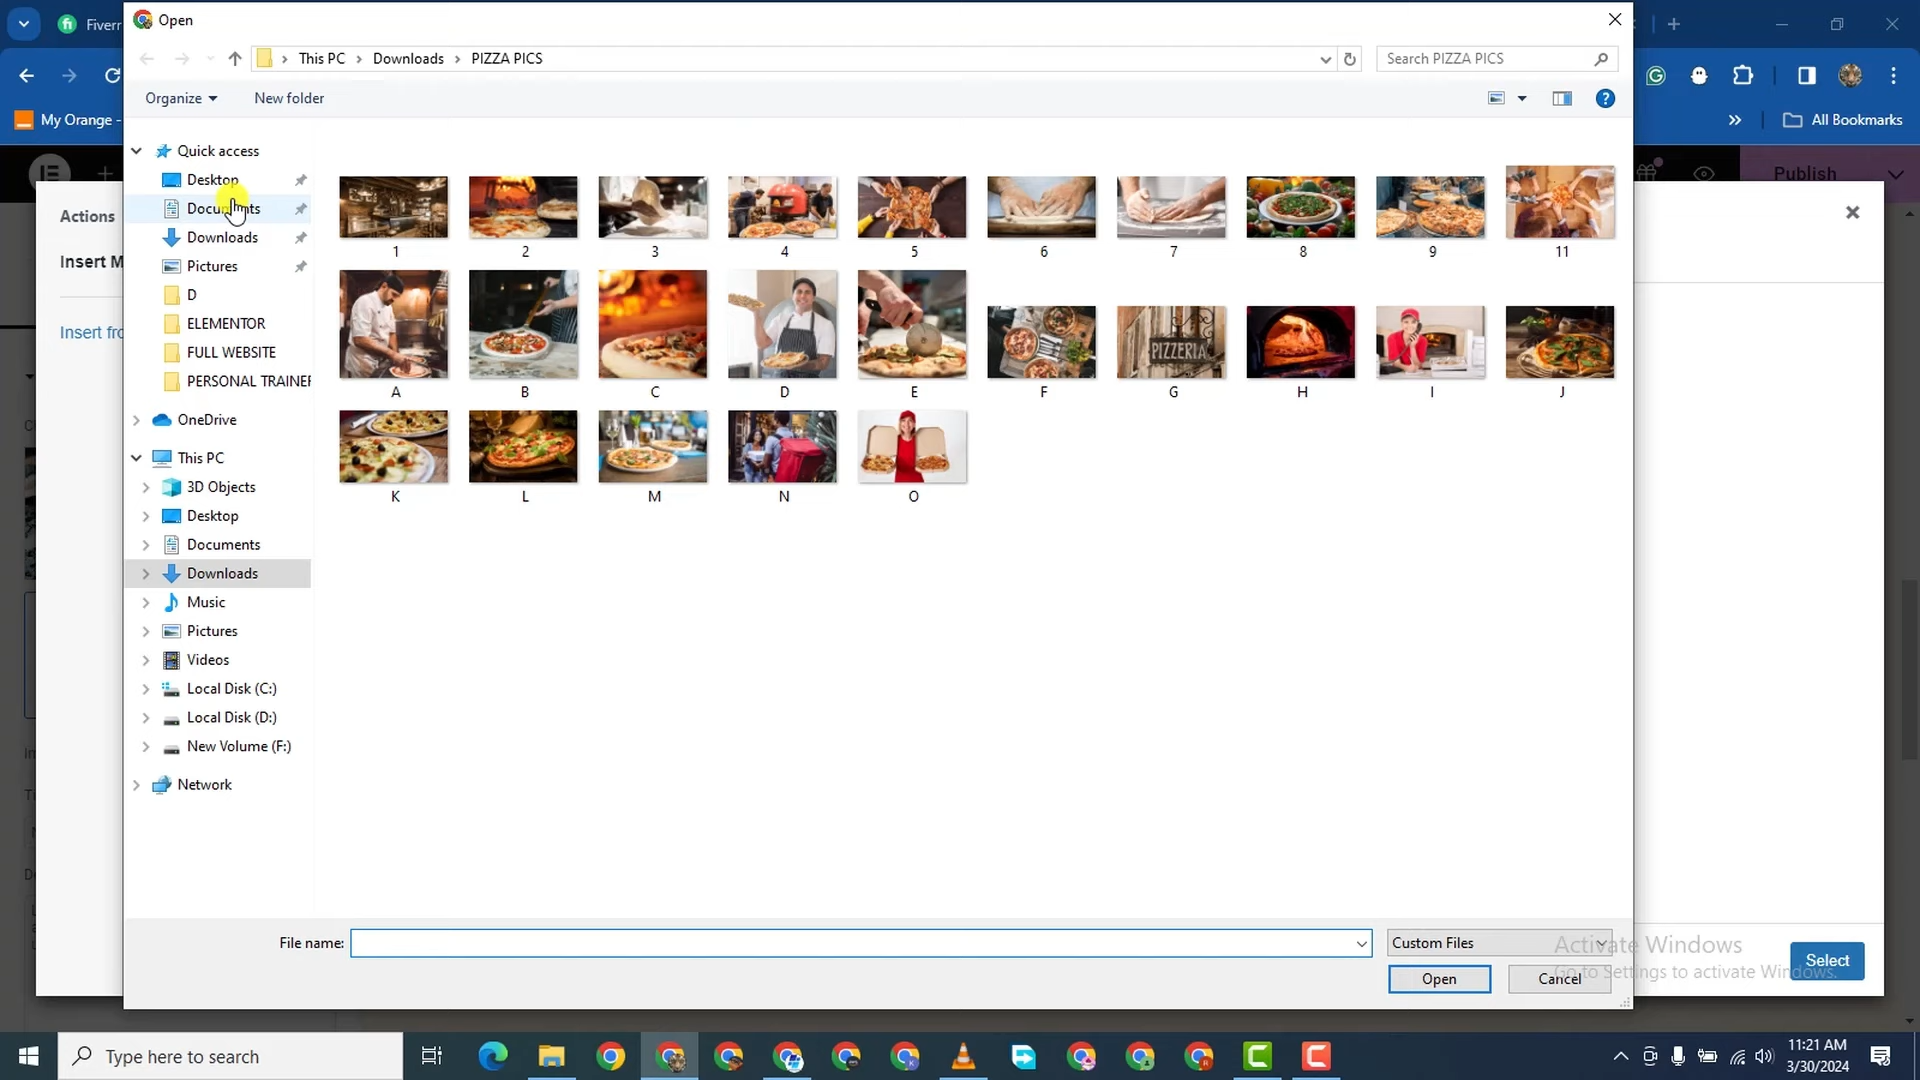 Fiverr
Open
This PC
Downloads
PIZZA PICS
Search PIZZA PICS
Organize
New folder
My Orange -
All Bookmarks
Publish
Actions
Insert M
Insert fro
Quick access
Desktop
Documents
Downloads
Pictures
D
ELEMENTOR
FULL WEBSITE
PERSONAL TRAINER
OneDrive
This PC
3D Objects
Desktop
Documents
Downloads
Music
Pictures
Videos
Local Disk (C:)
Local Disk (D:)
New Volume (F:)
Network
1 2 3 4 5 6 7 8 9 11
PIZZERIA
A B C D E F G H I J
K L M N O
File name:
Custom Files
Open
Cancel
Activate Windows
Go to Settings to activate Windows.
Select
Type here to search
11:21 AM
3/30/2024